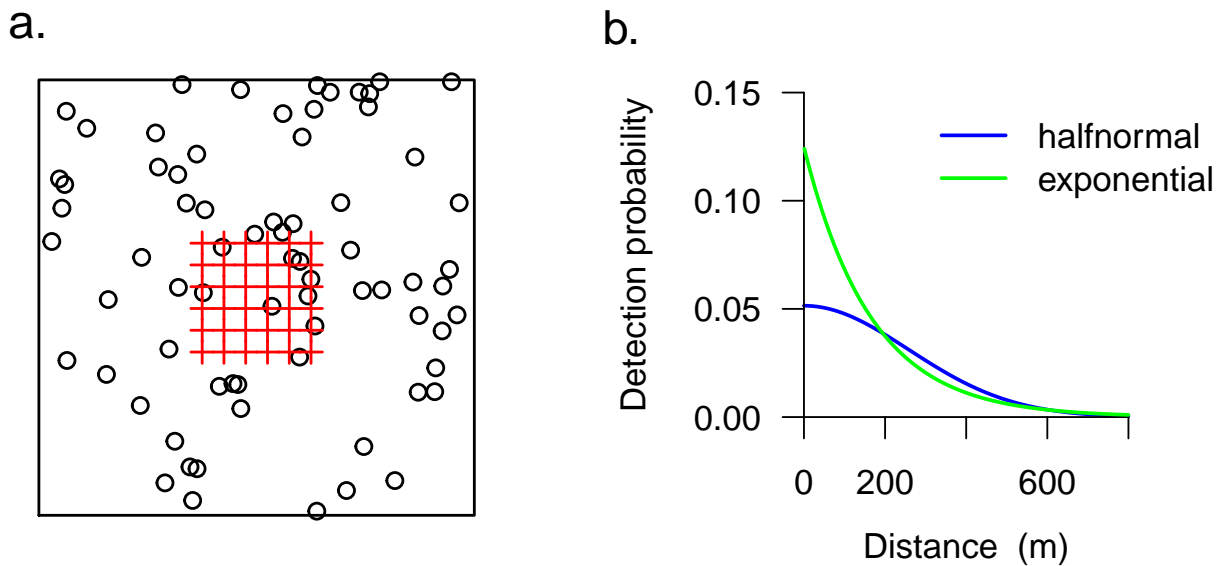 a.
b.
0.15
0.10
0.05
0.00
Detection probability
halfnormal
exponential
0 200 600
Distance (m)